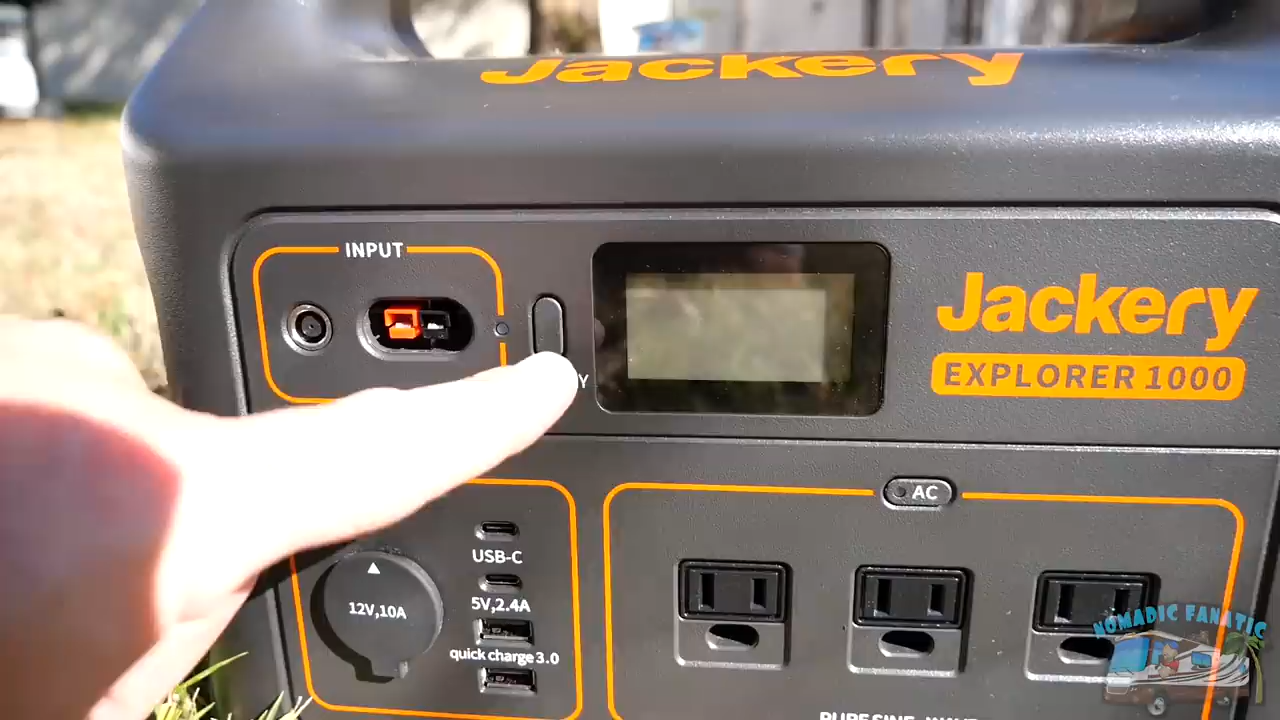 Jackery
INPUT
Y
Jackery
EXPLORER 1000
AC
USB-C
12V,10A
5V,2.4A
quick charge 3.0
NOMADIC FANATIC